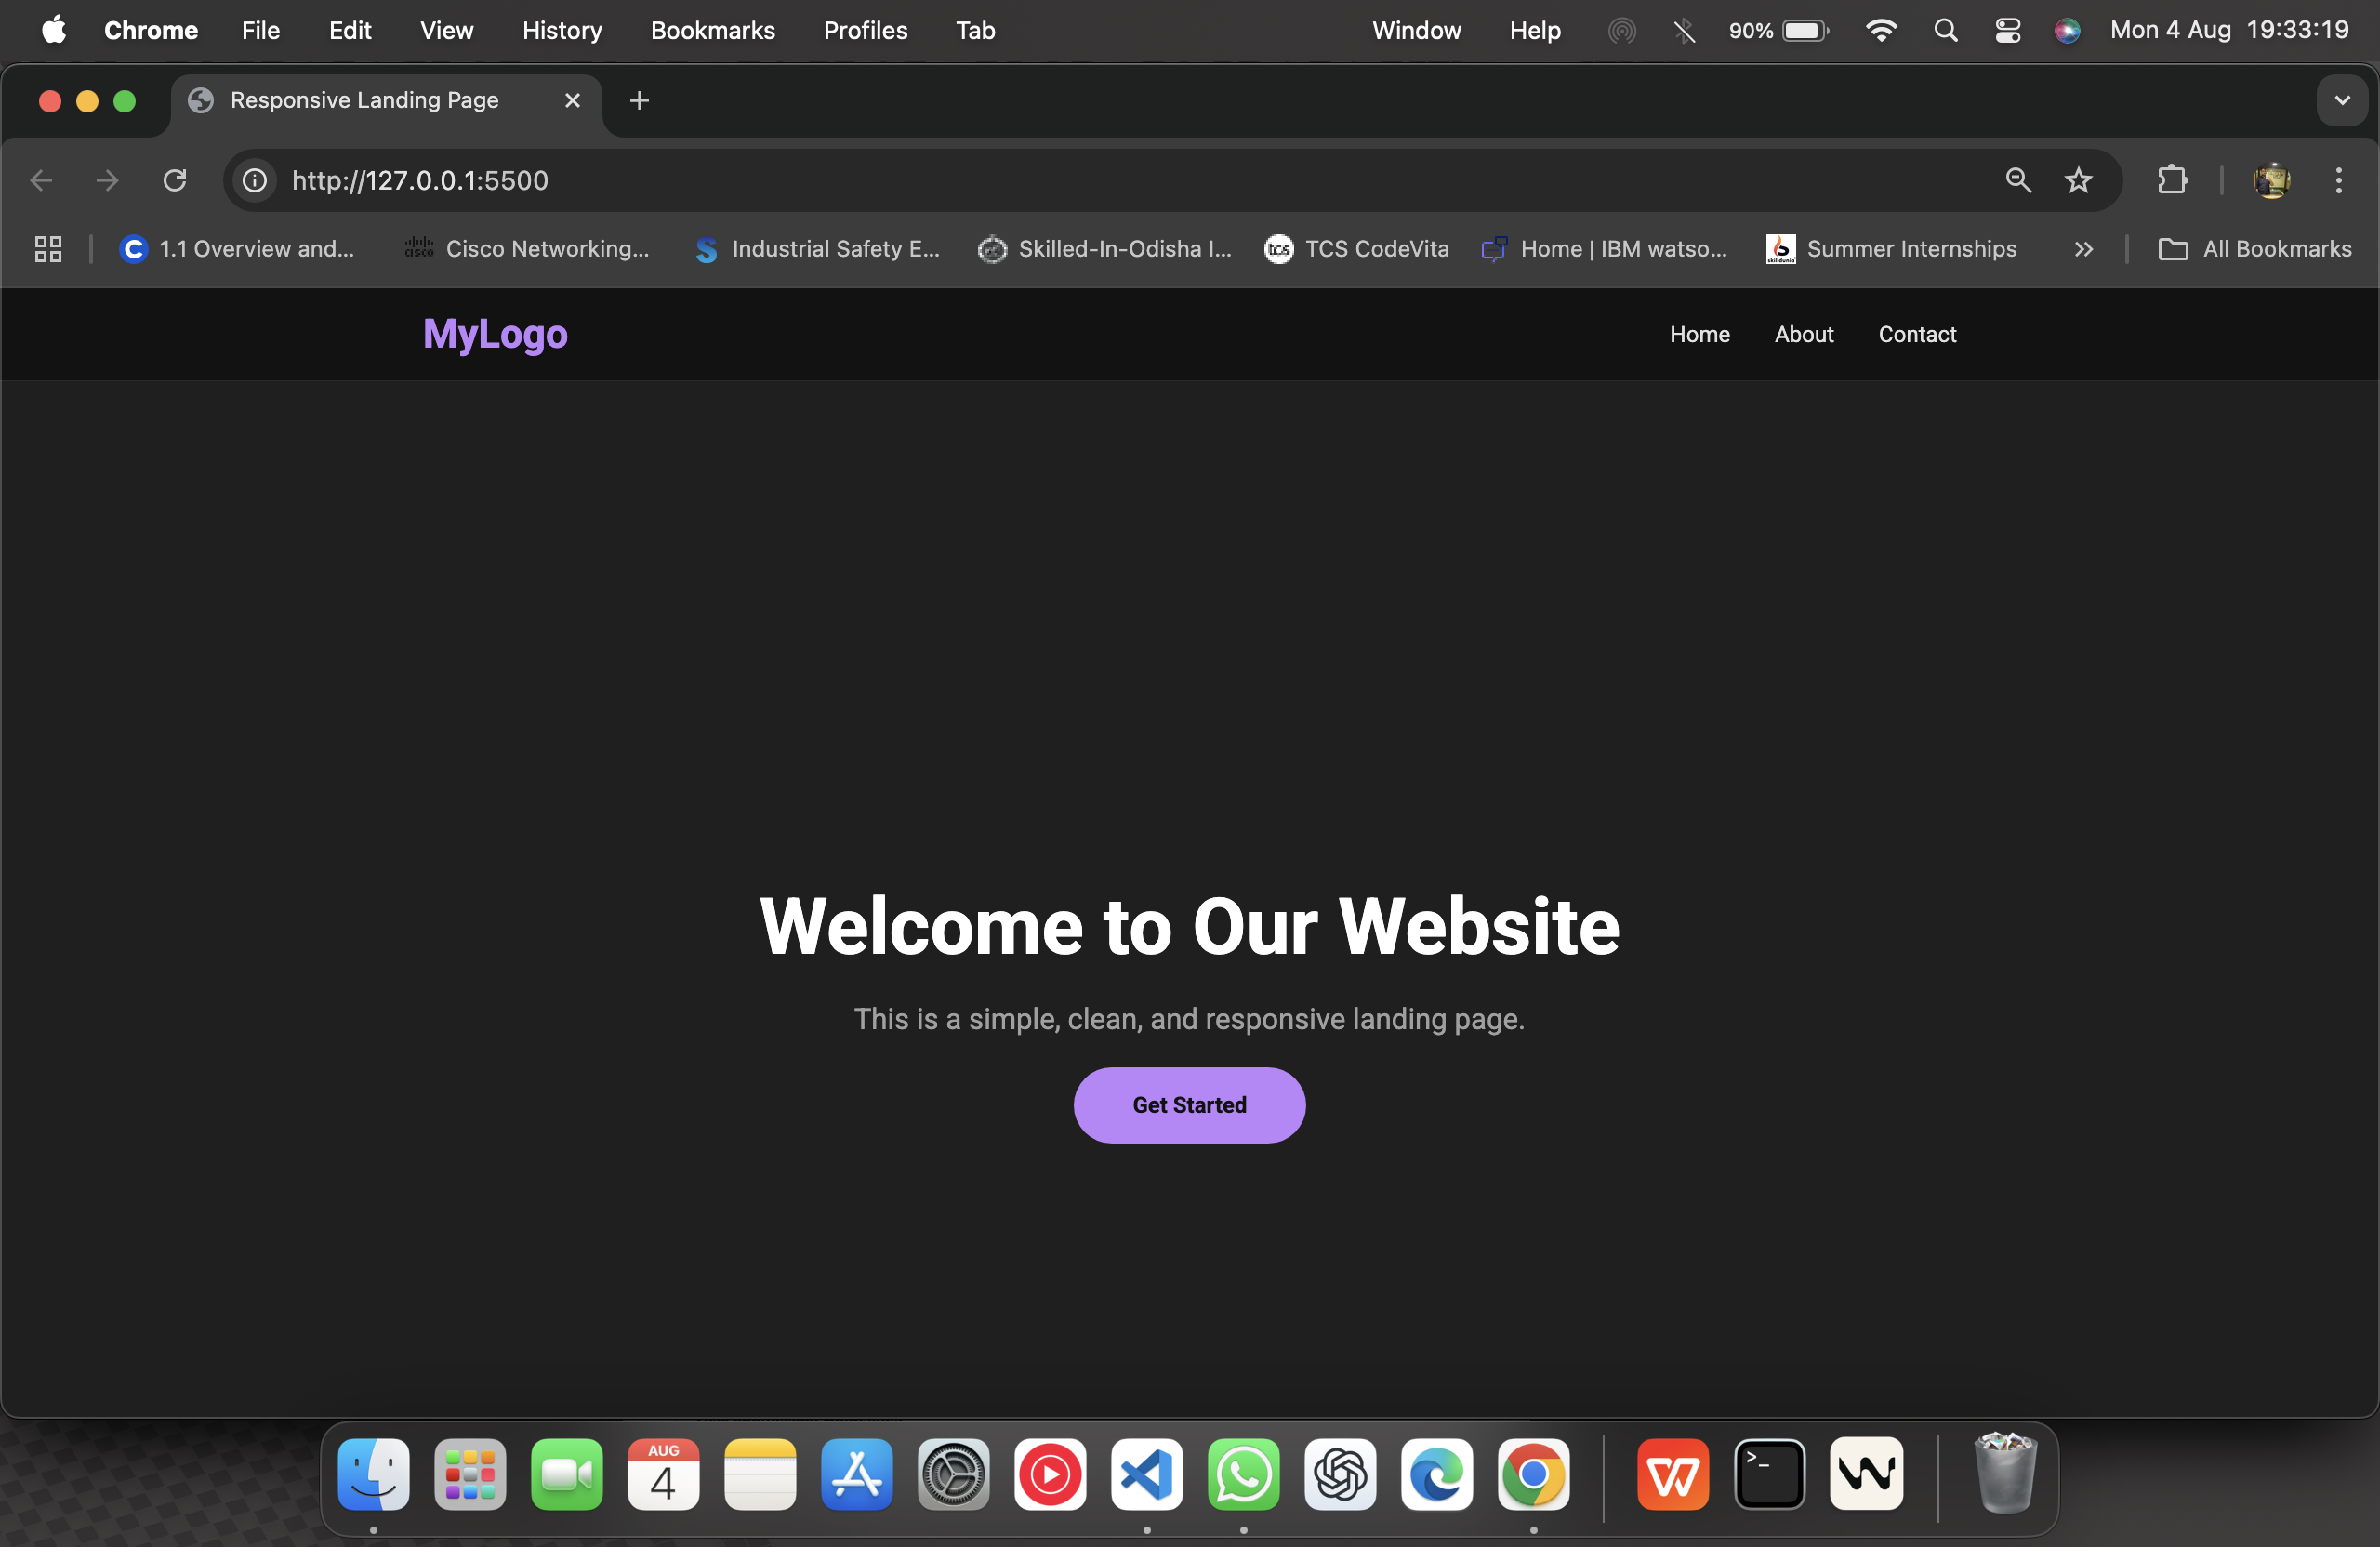 Chrome File Edit View History Bookmarks Profiles Tab Window Help 90% Mon 4 Aug 19:33:19
Responsive Landing Page
http://127.0.0.1:5500
1.1 Overview and... Cisco Networking... Industrial Safety E... Skilled-In-Odisha I... TCS CodeVita Home | IBM watso... Summer Internships All Bookmarks
MyLogo Home About Contact
Welcome to Our Website
This is a simple, clean, and responsive landing page.
Get Started
AUG
4